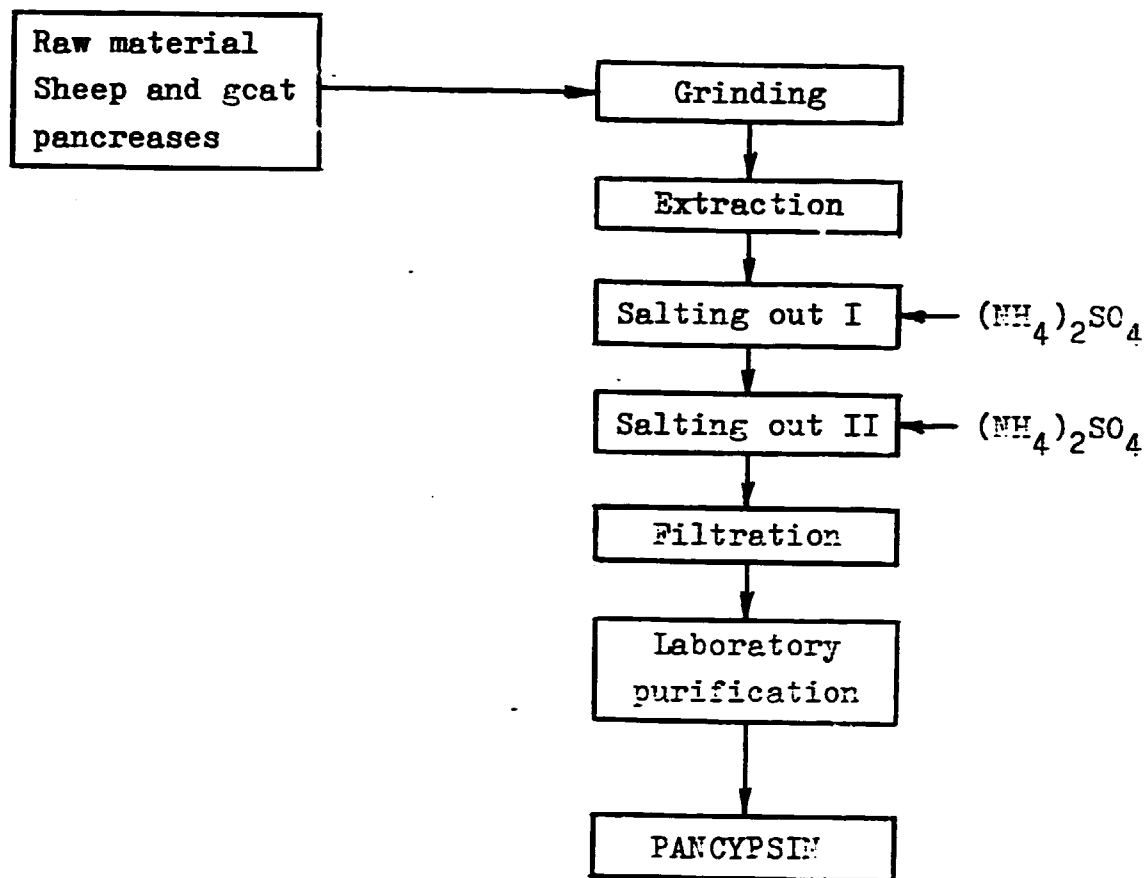 Raw material
Sheep and gcat
pancreases
Grinding
Extraction
Salting out I
(NH4)2SO4
Salting out II
(NH4)2SO4
Filtration
Laboratory
purification
PANCYPSIN